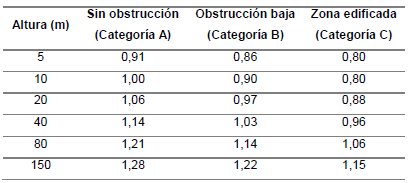 Altura (m) Sin obstrucción (Categoría A) Obstrucción baja (Categoría B) Zona edificada (Categoría C)
5 0,91 0,86 0,80
10 1,00 0,90 0,80
20 1,06 0,97 0,88
40 1,14 1,03 0,96
80 1,21 1,14 1,06
150 1,28 1,22 1,15